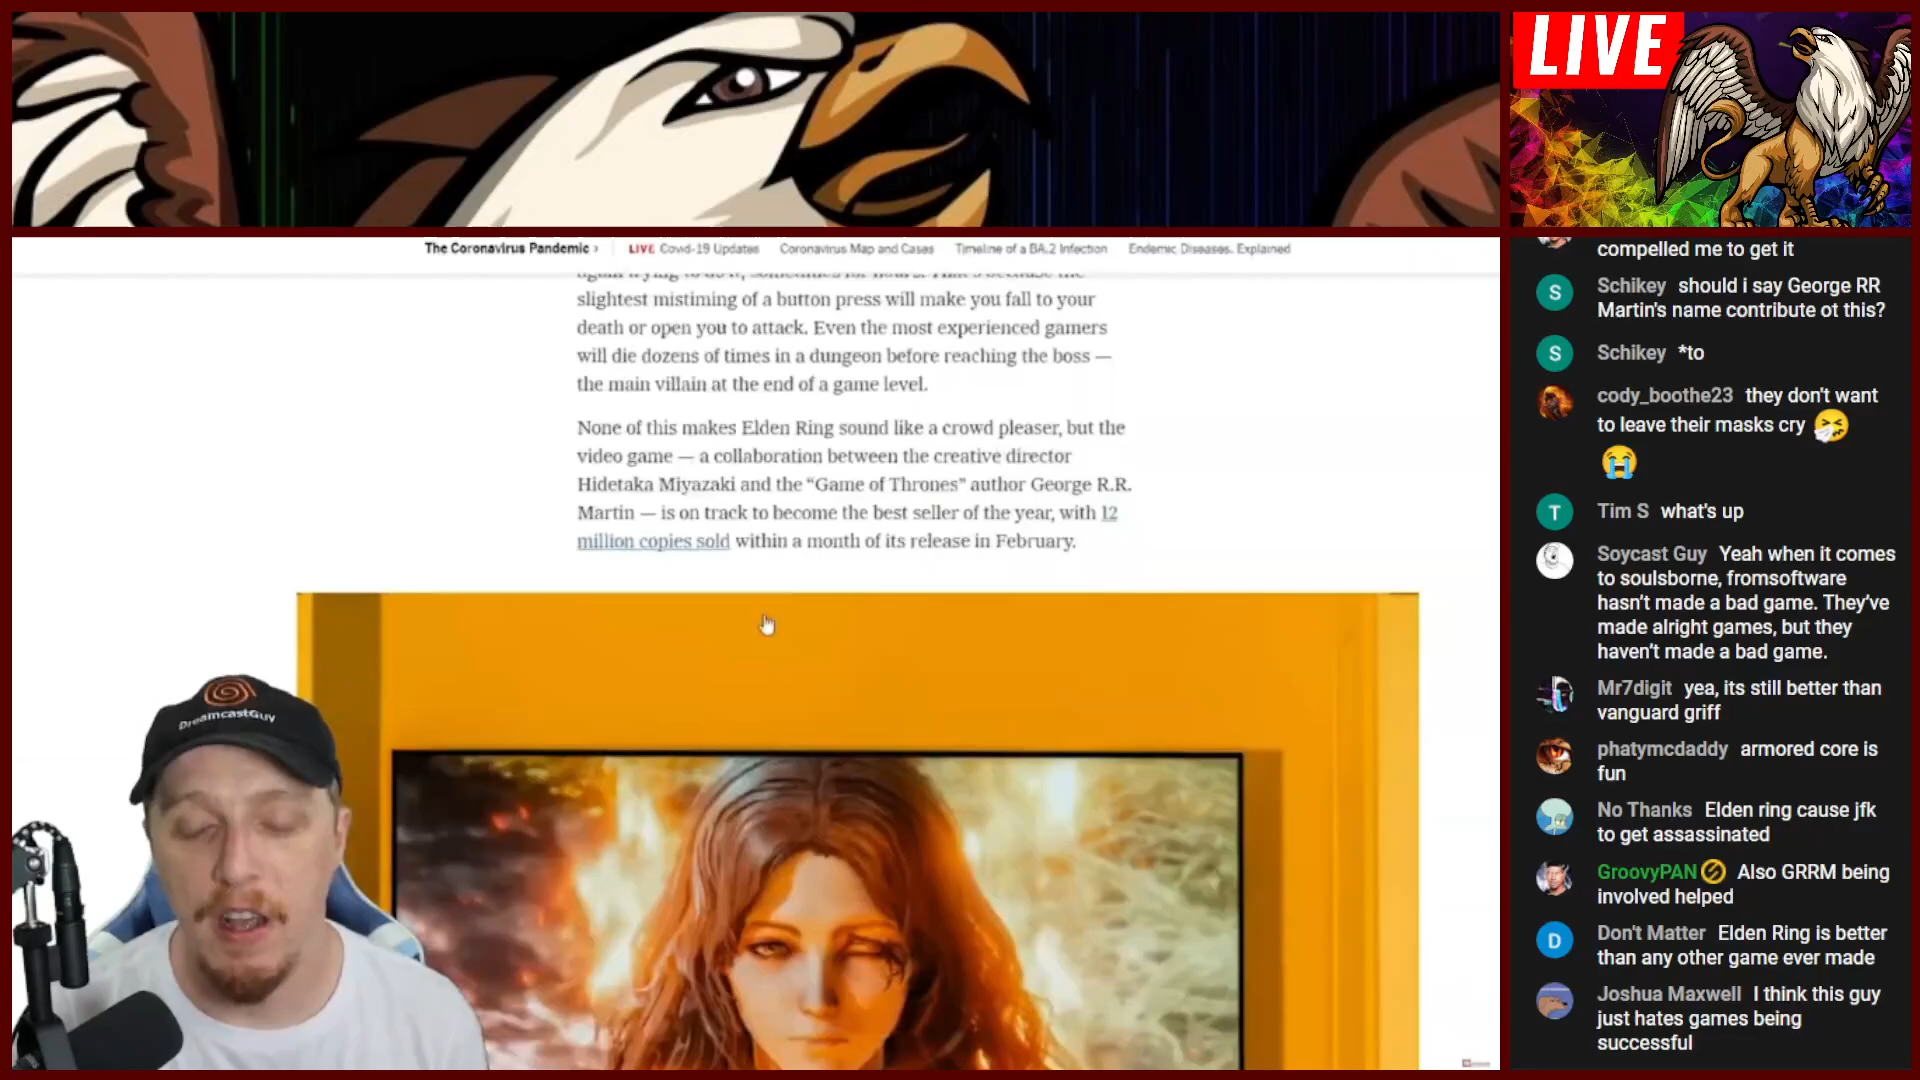 LIVE
The Coronavirus Pandemic ›
LIVE Covid-19 Updates
Coronavirus Map and Cases
Timeline of a BA.2 Infection
Endemic Diseases, Explained
slightest mistiming of a button press will make you fall to your
death or open you to attack. Even the most experienced gamers
will die dozens of times in a dungeon before reaching the boss —
the main villain at the end of a game level.
None of this makes Elden Ring sound like a crowd pleaser, but the
video game — a collaboration between the creative director
Hidetaka Miyazaki and the “Game of Thrones” author George R.R.
Martin — is on track to become the best seller of the year, with 12
million copies sold within a month of its release in February.
DreamcastGuy
compelled me to get it
S Schikey should i say George RR
Martin's name contribute ot this?
S Schikey *to
cody_boothe23 they don't want
to leave their masks cry 🤧
😭
T Tim S what's up
Soycast Guy Yeah when it comes
to soulsborne, fromsoftware
hasn't made a bad game. They've
made alright games, but they
haven't made a bad game.
Mr7digit yea, its still better than
vanguard griff
phatymcdaddy armored core is
fun
No Thanks Elden ring cause jfk
to get assassinated
GroovyPAN Also GRRM being
involved helped
D Don't Matter Elden Ring is better
than any other game ever made
Joshua Maxwell I think this guy
just hates games being
successful